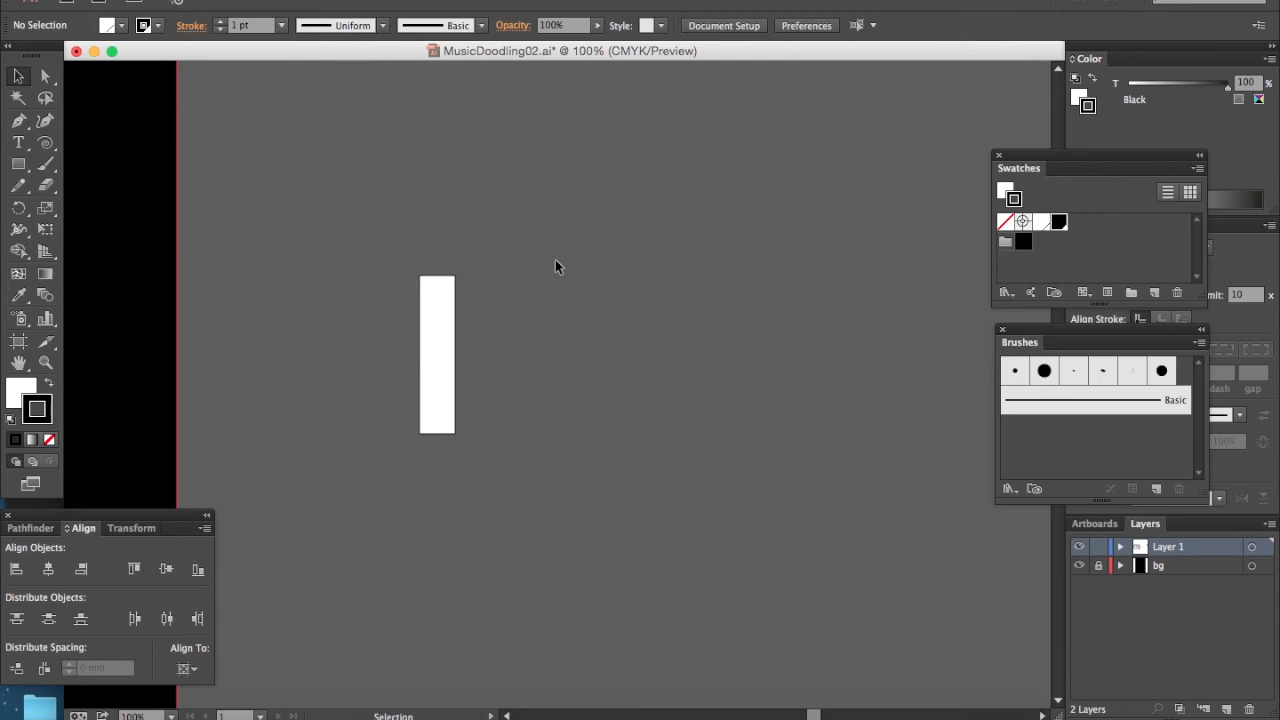 No Selection
Stroke:
1 pt
Uniform
Basic
Opacity:
100%
Style:
Document Setup
Preferences
MusicDoodling02.ai* @ 100% (CMYK/Preview)
Color
T
100
%
Black
Swatches
10
x
Align Stroke:
Brushes
Basic
dash
gap
100%
Pathfinder
Align
Transform
Align Objects:
Distribute Objects:
Distribute Spacing:
Align To:
0 mm
Artboards
Layers
Layer 1
bg
2 Layers
100%
1
Selection